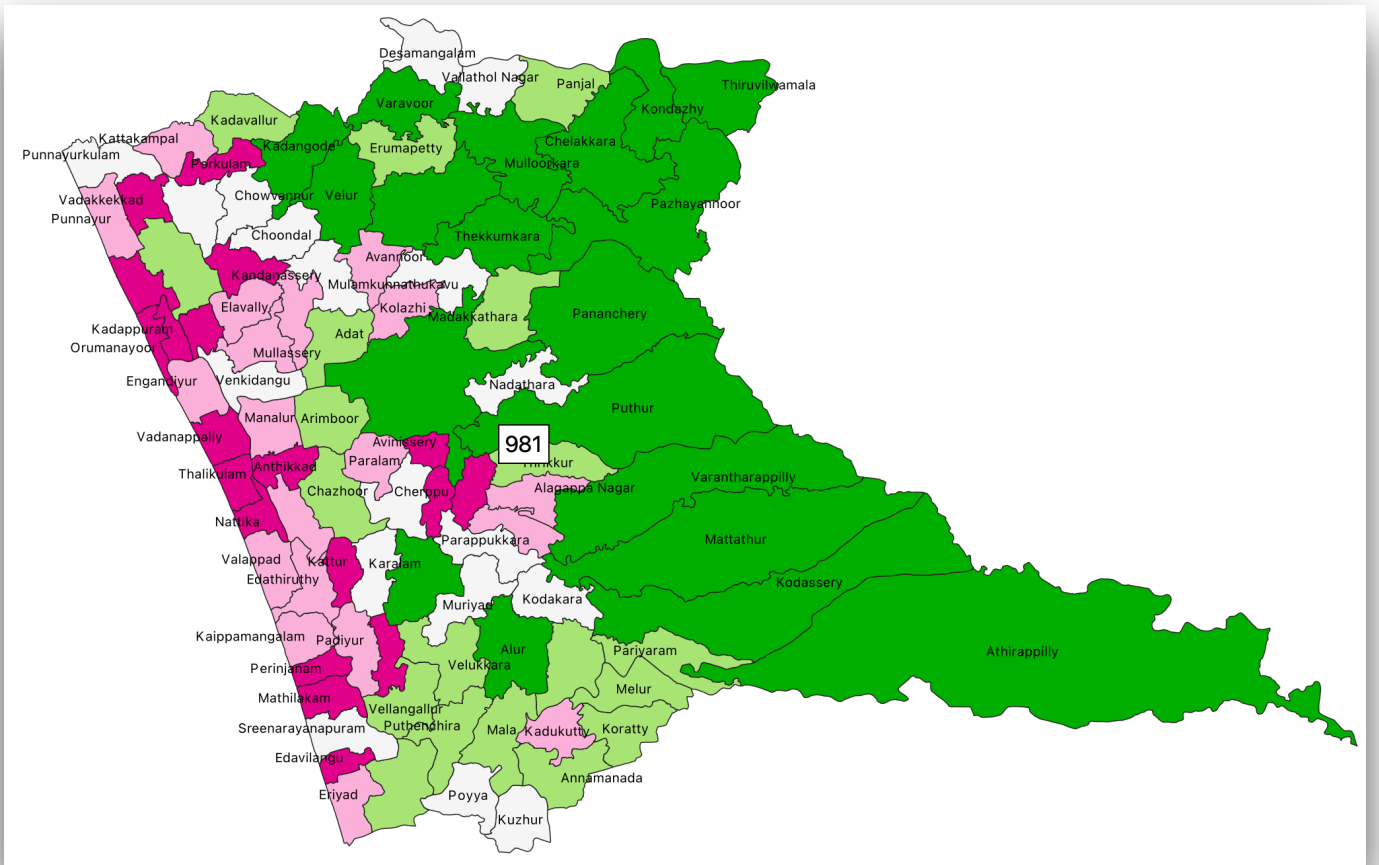 Desamangalam
Vallathol Nagar
Panjal
Thiruvilwamala
Varavoor
Kondazhy
Kadavallur
Kattakampal
Kadangode
Erumapetty
Chelakkara
Punnayurkulam
Porkulam
Mulloorkara
Vadakkekkad
Chowvannur
Velur
Pazhayannoor
Punnayur
Choondal
Thekkumkara
Avannoor
Kandanassery
Mulamkunnathukavu
Elavally
Kolazhi
Madakkathara
Pananchery
Kadappuram
Adat
Orumanayoor
Mullassery
Engandiyur
Venkidangu
Nadathara
Manalur
Arimboor
Puthur
Vadanappally
Avinissery
981
Thalikulam
Anthikkad
Paralam
Thrikkur
Chazhoor
Cherppu
Alagappa Nagar
Varantharappilly
Nattika
Parappukkara
Mattathur
Valappad
Kattur
Karalam
Edathiruthy
Kodassery
Muriyad
Kodakara
Kaippamangalam
Padiyur
Alur
Pariyaram
Athirappilly
Perinjanam
Velukkara
Mathilakam
Melur
Vellangallur
Sreenarayanapuram
Puthenchira
Mala
Kadukutty
Koratty
Edavilangu
Annamanada
Eriyad
Poyya
Kuzhur